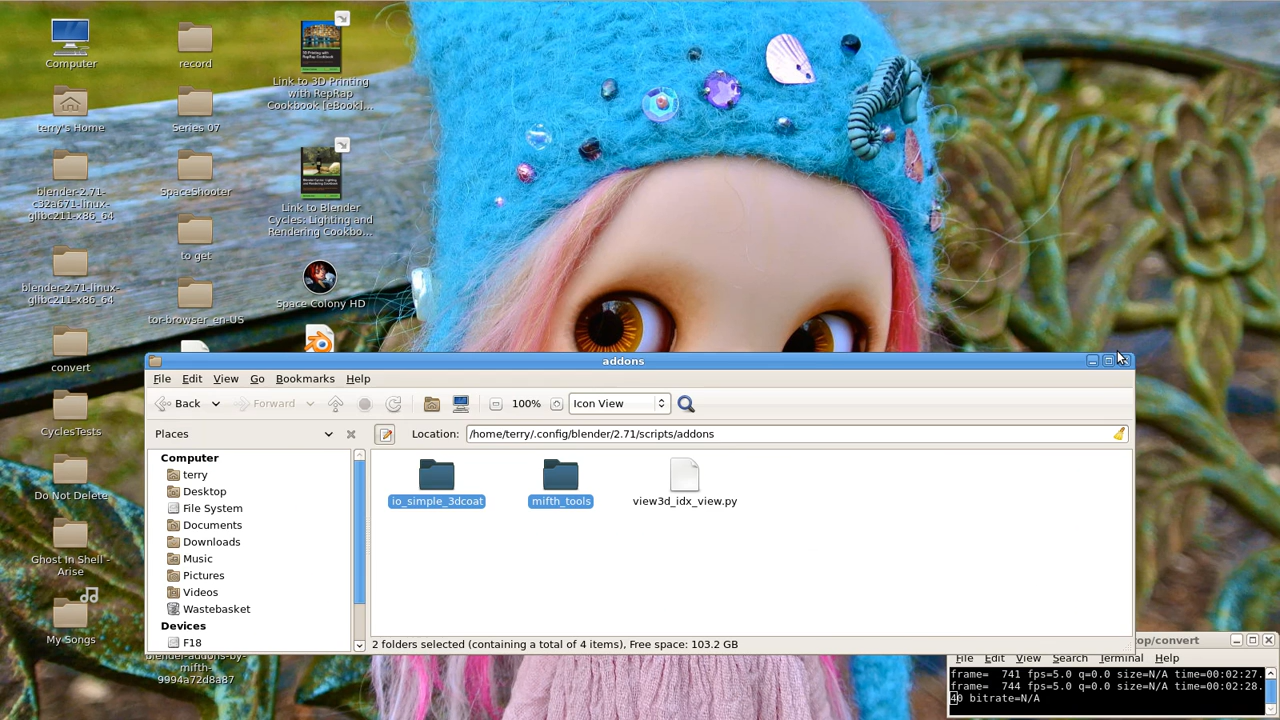 Computer
record
Link to 3D Printing
with RepRap
Cookbook [eBook]...
terry's Home
Series 07
blender-2.71-
c32a671-linux-
glibc211-x86_64
SpaceShooter
Link to Blender
Cycles. Lighting and
Rendering Cookbo...
to get
blender-2.71-linux-
glibc211-x86_64
tor-browser_en-US
Space Colony HD
convert
CyclesTests
Do Not Delete
Ghost In Shell -
Arise
My Songs
blender-addons-by-
mifth-
9994a72d8a87
addons
File Edit View Go Bookmarks Help
Back Forward 100% Icon View
Places
Location: /home/terry/.config/blender/2.71/scripts/addons
Computer
terry
Desktop
File System
Documents
Downloads
Music
Pictures
Videos
Wastebasket
Devices
F18
io_simple_3dcoat
mifth_tools
view3d_idx_view.py
2 folders selected (containing a total of 4 items), Free space: 103.2 GB
top/convert
File Edit View Search Terminal Help
frame= 741 fps=5.0 q=0.0 size=N/A time=00:02:27.
frame= 744 fps=5.0 q=0.0 size=N/A time=00:02:28.
40 bitrate=N/A